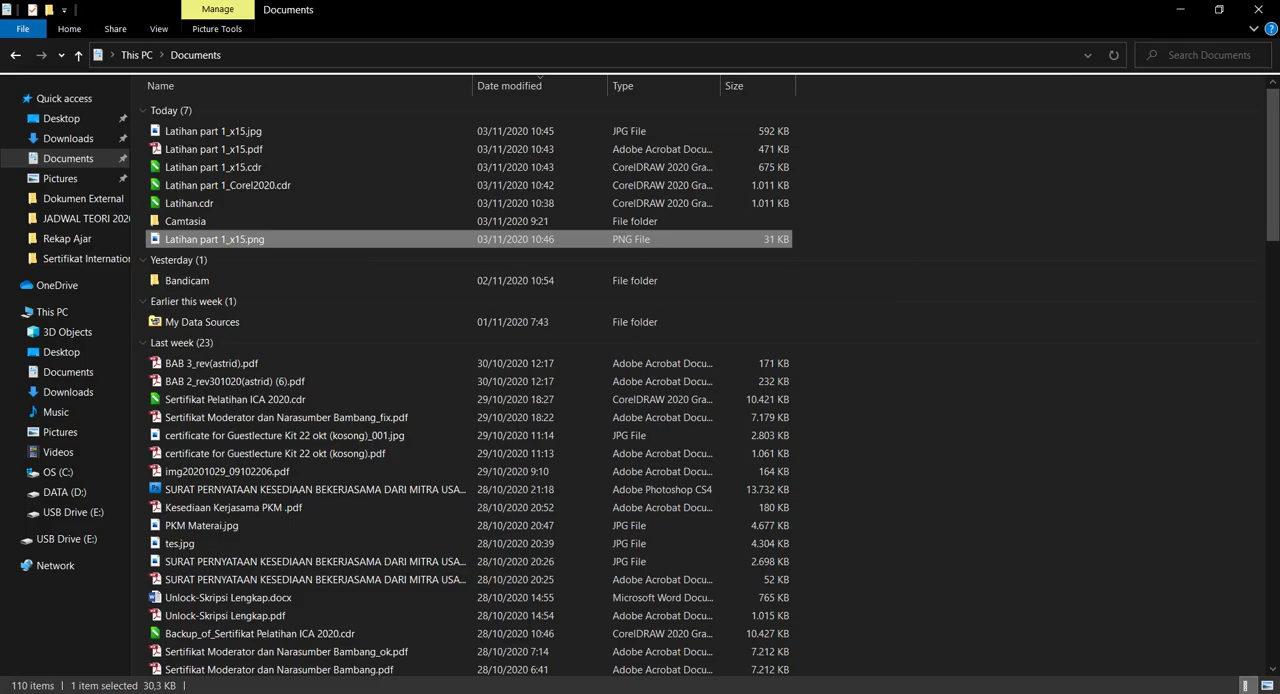 Manage
Documents
File
Home
Share
View
Picture Tools
This PC
Documents
Search Documents
Quick access
Desktop
Downloads
Documents
Pictures
Dokumen External
JADWAL TEORI 202
Rekap Ajar
Sertifikat Internation
OneDrive
This PC
3D Objects
Desktop
Documents
Downloads
Music
Pictures
Videos
OS (C:)
DATA (D:)
USB Drive (E:)
USB Drive (E:)
Network
Name Date modified Type Size
Today (7)
Latihan part 1_x15.jpg 03/11/2020 10:45 JPG File 592 KB
Latihan part 1_x15.pdf 03/11/2020 10:43 Adobe Acrobat Docu... 471 KB
Latihan part 1_x15.cdr 03/11/2020 10:43 CorelDRAW 2020 Gra... 675 KB
Latihan part 1_Corel2020.cdr 03/11/2020 10:42 CorelDRAW 2020 Gra... 1.011 KB
Latihan.cdr 03/11/2020 10:38 CorelDRAW 2020 Gra... 1.011 KB
Camtasia 03/11/2020 9:21 File folder
Latihan part 1_x15.png 03/11/2020 10:46 PNG File 31 KB
Yesterday (1)
Bandicam 02/11/2020 10:54 File folder
Earlier this week (1)
My Data Sources 01/11/2020 7:43 File folder
Last week (23)
BAB 3_rev(astrid).pdf 30/10/2020 12:17 Adobe Acrobat Docu... 171 KB
BAB 2_rev301020(astrid) (6).pdf 30/10/2020 12:17 Adobe Acrobat Docu... 232 KB
Sertifikat Pelatihan ICA 2020.cdr 29/10/2020 18:27 CorelDRAW 2020 Gra... 10.421 KB
Sertifikat Moderator dan Narasumber Bambang_fix.pdf 29/10/2020 18:22 Adobe Acrobat Docu... 7.179 KB
certificate for Guestlecture Kit 22 okt (kosong)_001.jpg 29/10/2020 11:14 JPG File 2.803 KB
certificate for Guestlecture Kit 22 okt (kosong).pdf 29/10/2020 11:13 Adobe Acrobat Docu... 1.061 KB
img20201029_09102206.pdf 29/10/2020 9:10 Adobe Acrobat Docu... 164 KB
SURAT PERNYATAAN KESEDIAAN BEKERJASAMA DARI MITRA USA... 28/10/2020 21:18 Adobe Photoshop CS4 13.732 KB
Kesediaan Kerjasama PKM .pdf 28/10/2020 20:52 Adobe Acrobat Docu... 180 KB
PKM Materai.jpg 28/10/2020 20:47 JPG File 4.677 KB
tes.jpg 28/10/2020 20:39 JPG File 4.304 KB
SURAT PERNYATAAN KESEDIAAN BEKERJASAMA DARI MITRA USA... 28/10/2020 20:26 JPG File 2.698 KB
SURAT PERNYATAAN KESEDIAAN BEKERJASAMA DARI MITRA USA... 28/10/2020 20:25 Adobe Acrobat Docu... 52 KB
Unlock-Skripsi Lengkap.docx 28/10/2020 14:55 Microsoft Word Docu... 765 KB
Unlock-Skripsi Lengkap.pdf 28/10/2020 14:54 Adobe Acrobat Docu... 1.015 KB
Backup_of_Sertifikat Pelatihan ICA 2020.cdr 28/10/2020 10:46 CorelDRAW 2020 Gra... 10.427 KB
Sertifikat Moderator dan Narasumber Bambang_ok.pdf 28/10/2020 7:14 Adobe Acrobat Docu... 7.212 KB
Sertifikat Moderator dan Narasumber Bambang.pdf 28/10/2020 6:41 Adobe Acrobat Docu... 7.212 KB
110 items 1 item selected 30,3 KB